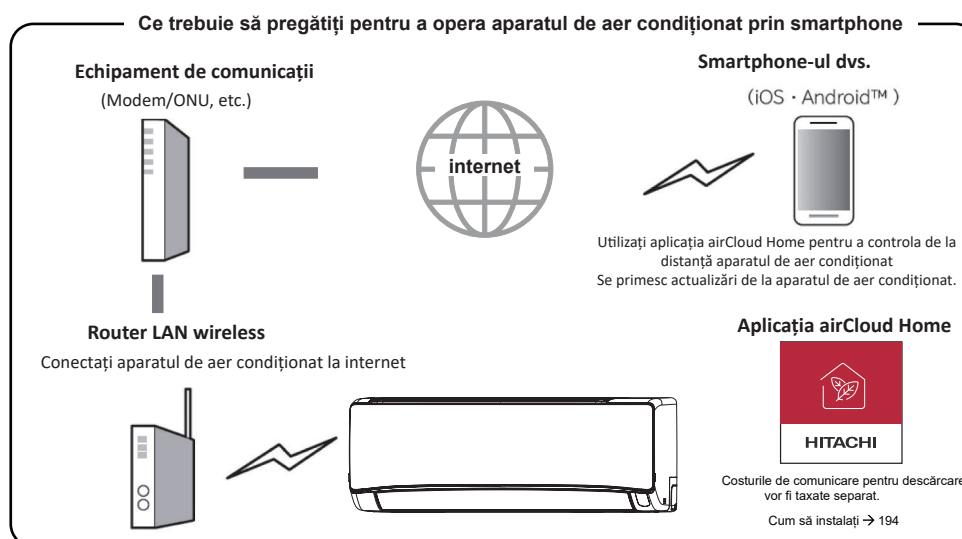 Ce trebuie să pregătiți pentru a opera aparatul de aer condiționat prin smartphone
Echipament de comunicații
(Modem/ONU, etc.)
internet
Smartphone-ul dvs.
(iOS・Android™ )
Utilizați aplicația airCloud Home pentru a controla de la
distanță aparatul de aer condiționat
Se primesc actualizări de la aparatul de aer condiționat.
Router LAN wireless
Conectați aparatul de aer condiționat la internet
Aplicația airCloud Home
HITACHI
Costurile de comunicare pentru descărcare
vor fi taxate separat.
Cum să instalați → 194